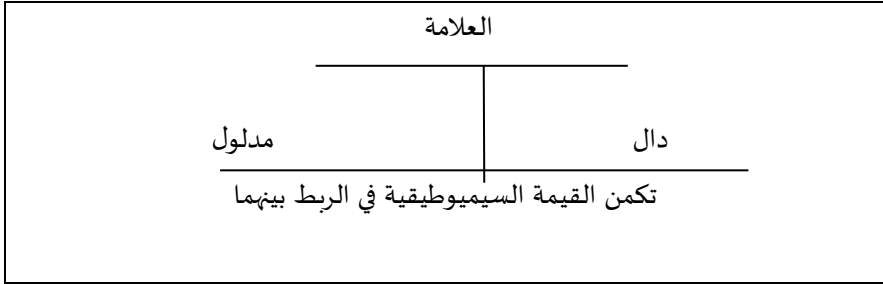 العلامة
دال
مدلول
تكمن القيمة السيميوطيقية في الربط بينهما